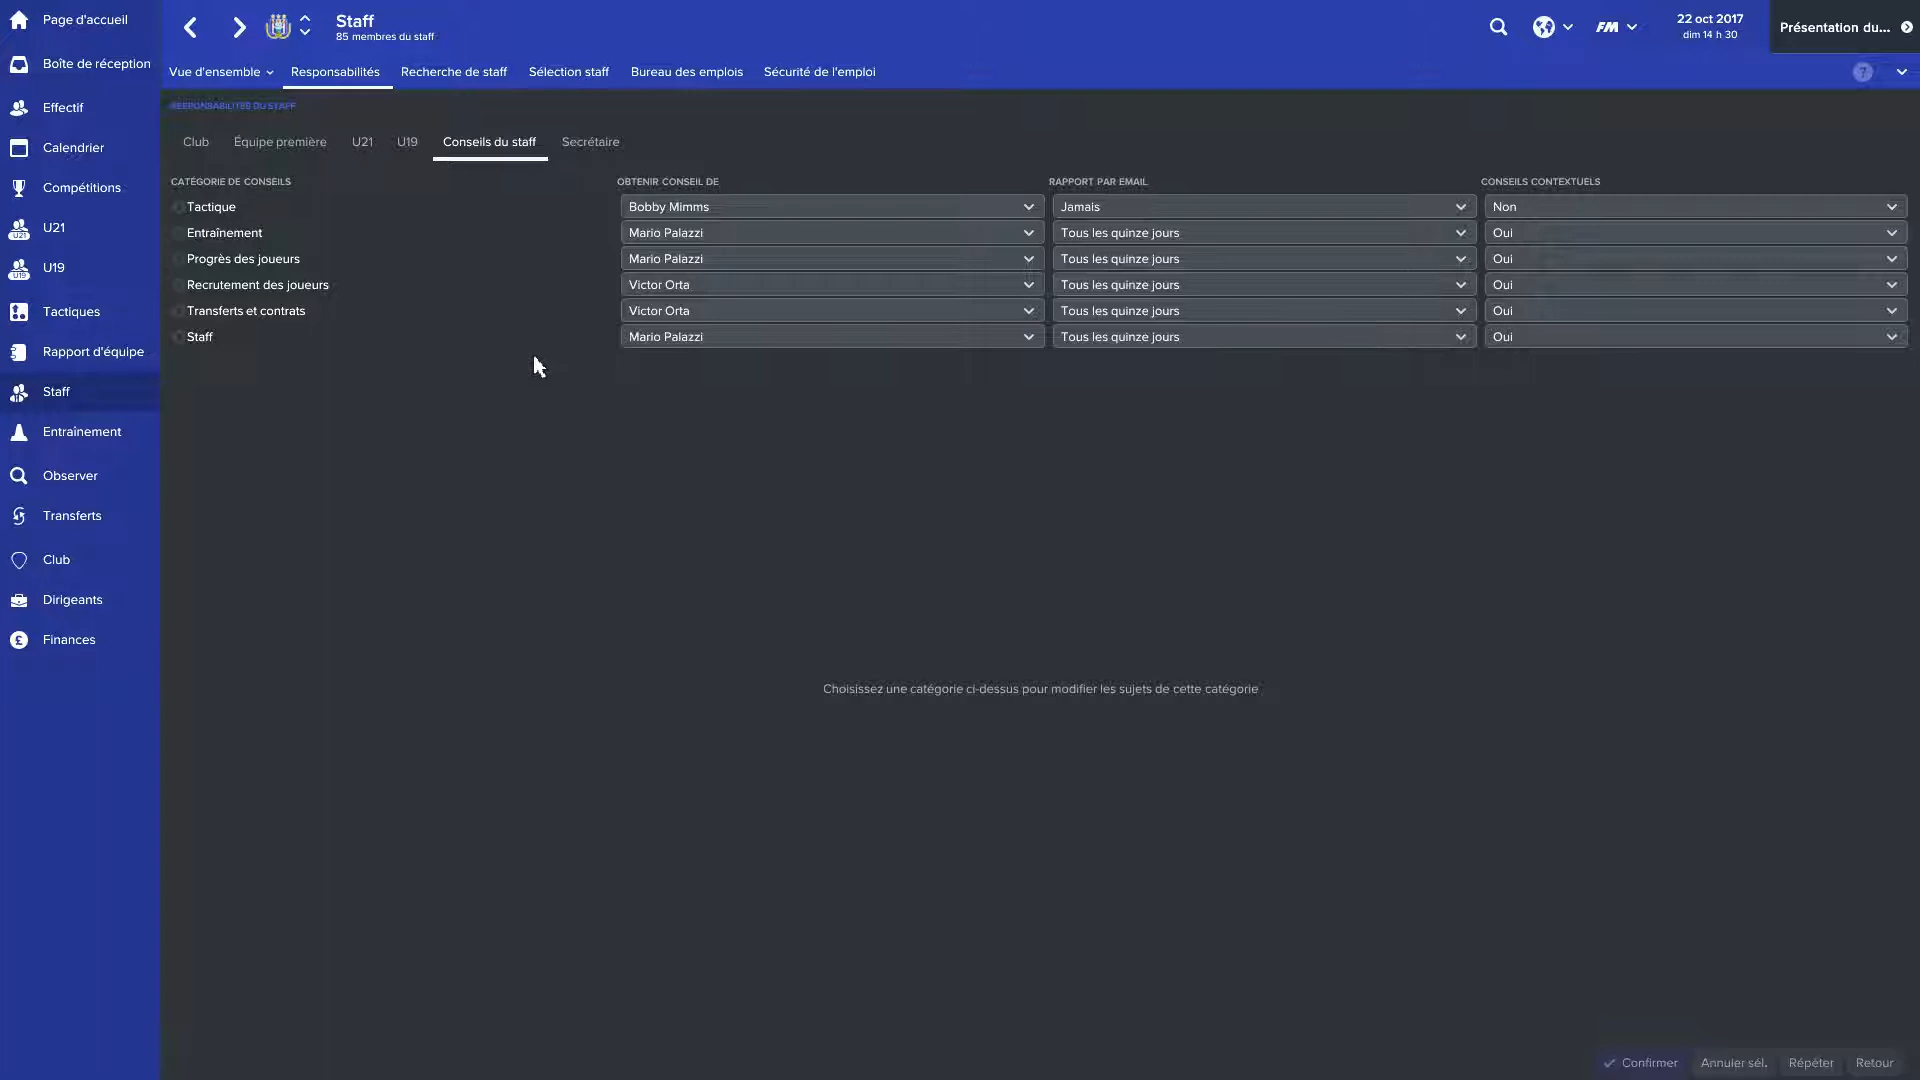 Page d'accueil
Boîte de réception
Effectif
Calendrier
Compétitions
U21
U21
U19
U19
Tactiques
Rapport d'équipe
Staff
Entraînement
Observer
Transferts
Club
Dirigeants
Finances
Staff
85 membres du staff
FM
22 oct 2017
dim 14 h 30
Présentation du...
Vue d'ensemble
Responsabilités
Recherche de staff
Sélection staff
Bureau des emplois
Sécurité de l'emploi
?
RESPONSABILITÉS DU STAFF
Club
Équipe première
U21
U19
Conseils du staff
Secrétaire
CATÉGORIE DE CONSEILS OBTENIR CONSEIL DE RAPPORT PAR EMAIL CONSEILS CONTEXTUELS
Tactique Bobby Mimms Jamais Non
Entraînement Mario Palazzi Tous les quinze jours Oui
Progrès des joueurs Mario Palazzi Tous les quinze jours Oui
Recrutement des joueurs Victor Orta Tous les quinze jours Oui
Transferts et contrats Victor Orta Tous les quinze jours Oui
Staff Mario Palazzi Tous les quinze jours Oui
Choisissez une catégorie ci-dessus pour modifier les sujets de cette catégorie
Confirmer
Annuler sél.
Répéter
Retour